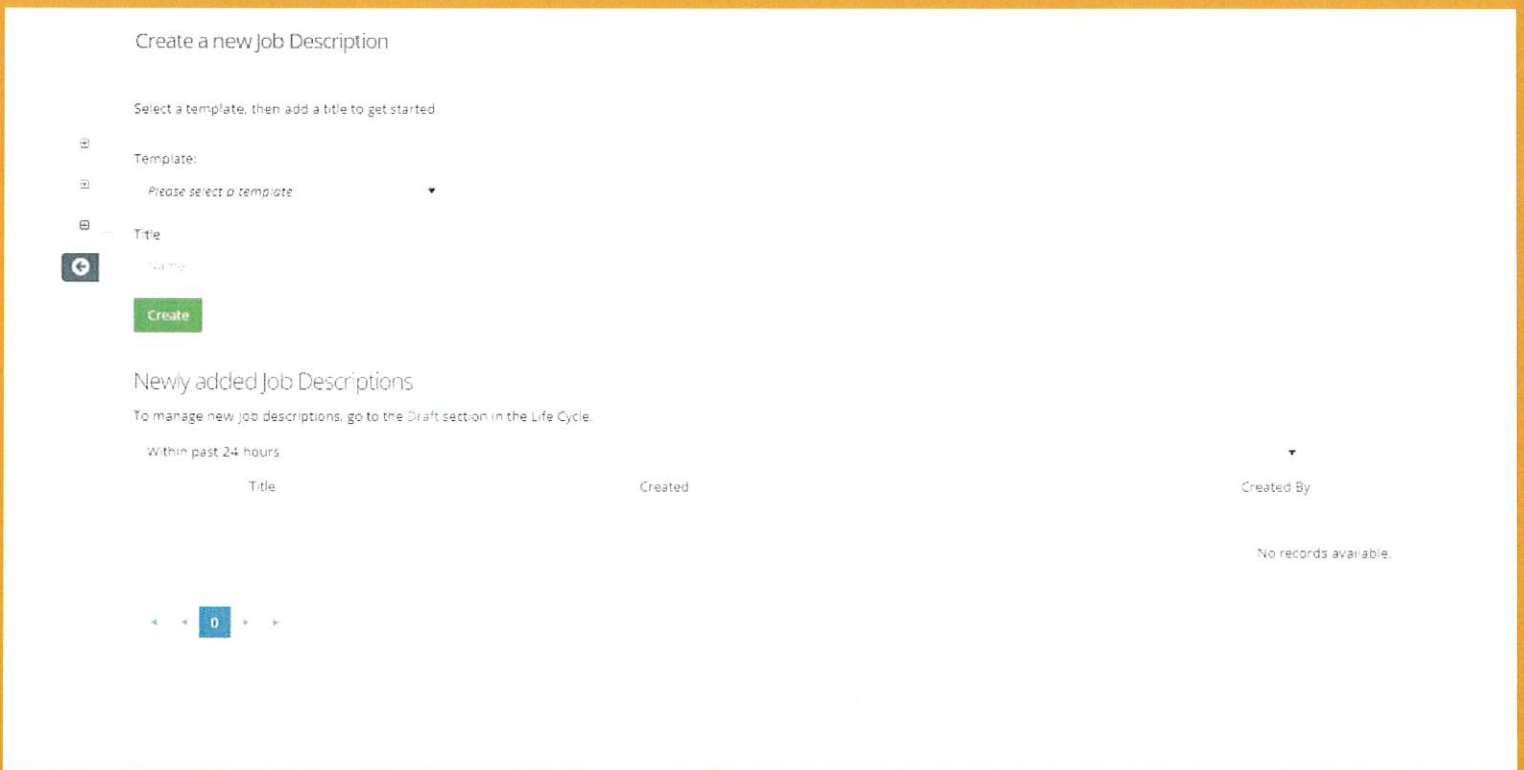 Create a new Job Description
Select a template, then add a title to get started
Template:
Please select a template
Title
Name
Create
Newly added Job Descriptions
To manage new job descriptions, go to the Draft section in the Life Cycle.
Within past 24 hours
Title Created Created By
No records available.
0